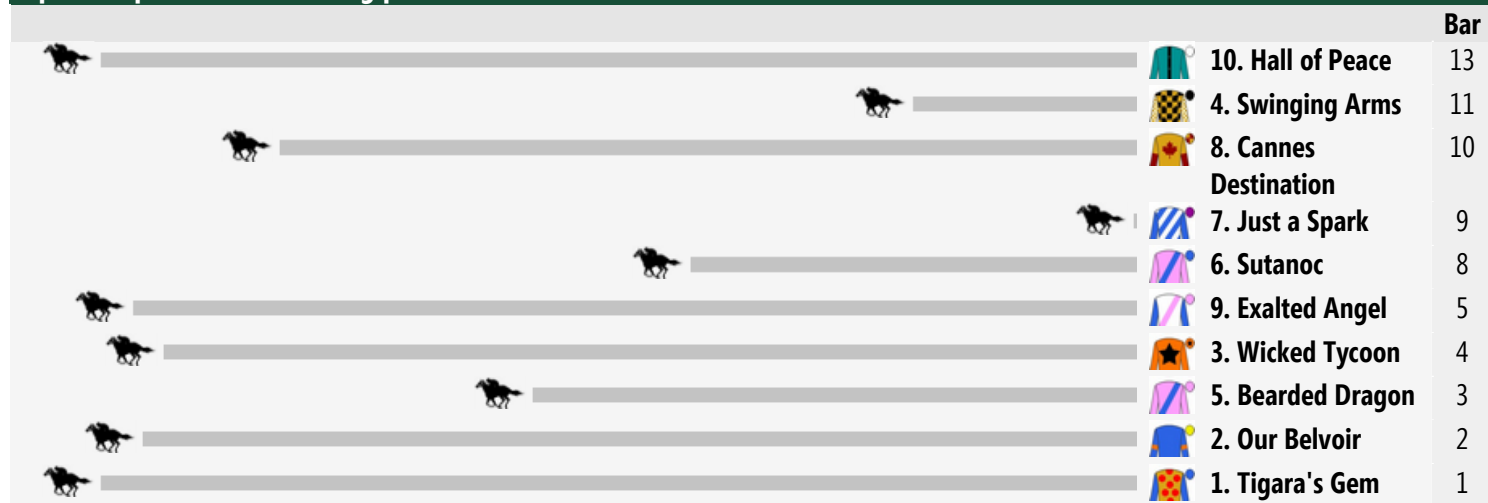 Bar
10. Hall of Peace 13
4. Swinging Arms 11
8. Cannes 10
Destination
7. Just a Spark 9
6. Sutanoc 8
9. Exalted Angel 5
3. Wicked Tycoon 4
5. Bearded Dragon 3
2. Our Belvoir 2
1. Tigara's Gem 1